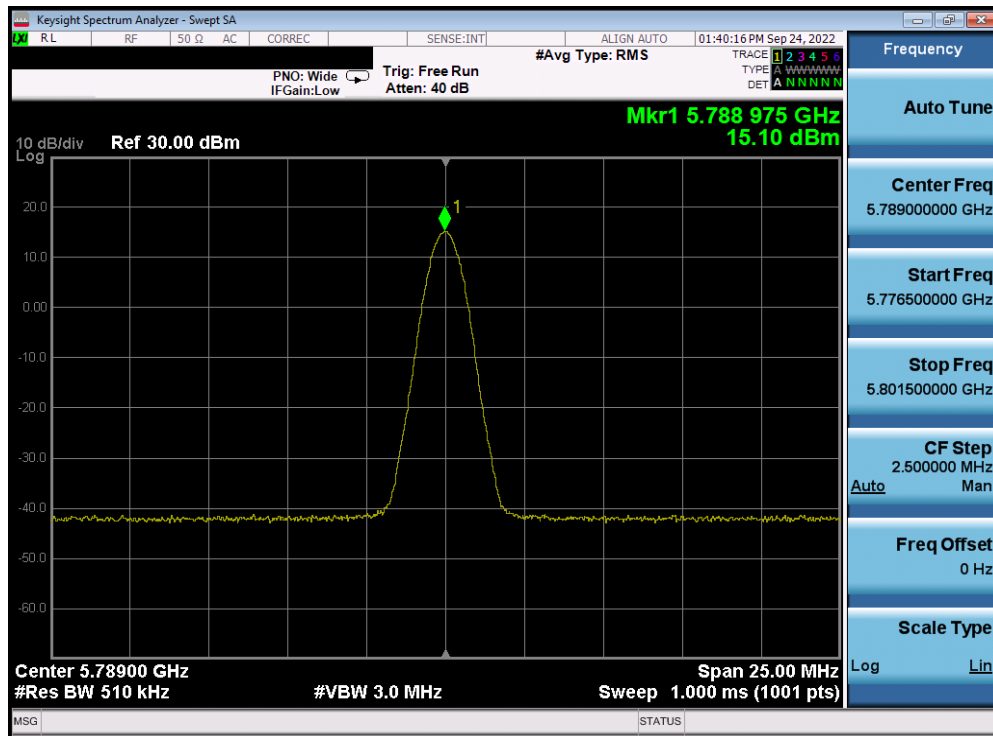 Keysight Spectrum Analyzer - Swept SA
LXI RL RF 50 Ω AC CORREC SENSE:INT ALIGN AUTO 01:40:16 PM Sep 24, 2022
#Avg Type: RMS
TRACE 1 2 3 4 5 6
PNO: Wide Trig: Free Run
TYPE A WWWWW
IFGain:Low Atten: 40 dB
DET A N N N N N
Mkr1 5.788 975 GHz
15.10 dBm
10 dB/div Ref 30.00 dBm
Log
1
20.0
10.0
0.00
-10.0
-20.0
-30.0
-40.0
-50.0
-60.0
Center 5.78900 GHz Span 25.00 MHz
#Res BW 510 kHz #VBW 3.0 MHz Sweep 1.000 ms (1001 pts)
MSG STATUS
Frequency
Auto Tune
Center Freq
5.789000000 GHz
Start Freq
5.776500000 GHz
Stop Freq
5.801500000 GHz
CF Step
2.500000 MHz
Auto Man
Freq Offset
0 Hz
Scale Type
Log Lin